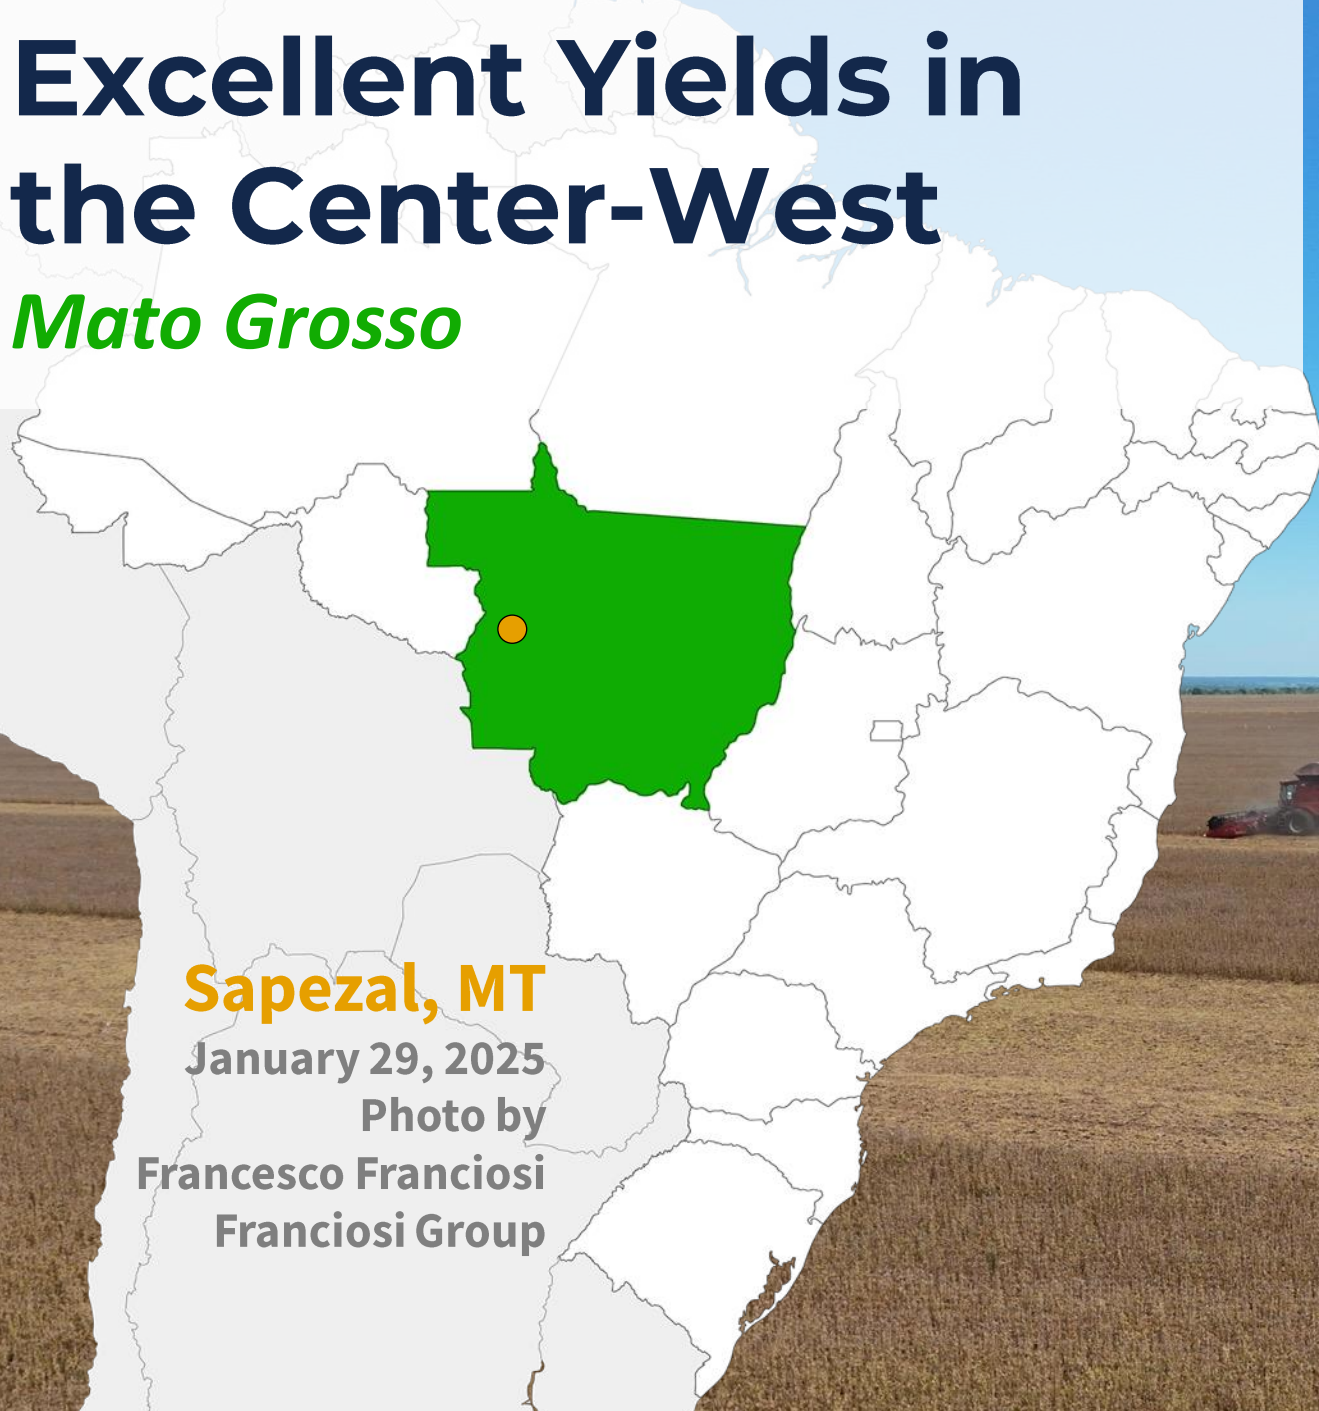 Excellent Yields in
the Center-West
Mato Grosso
Sapezal, MT
January 29, 2025
Photo by
Francesco Franciosi
Franciosi Group